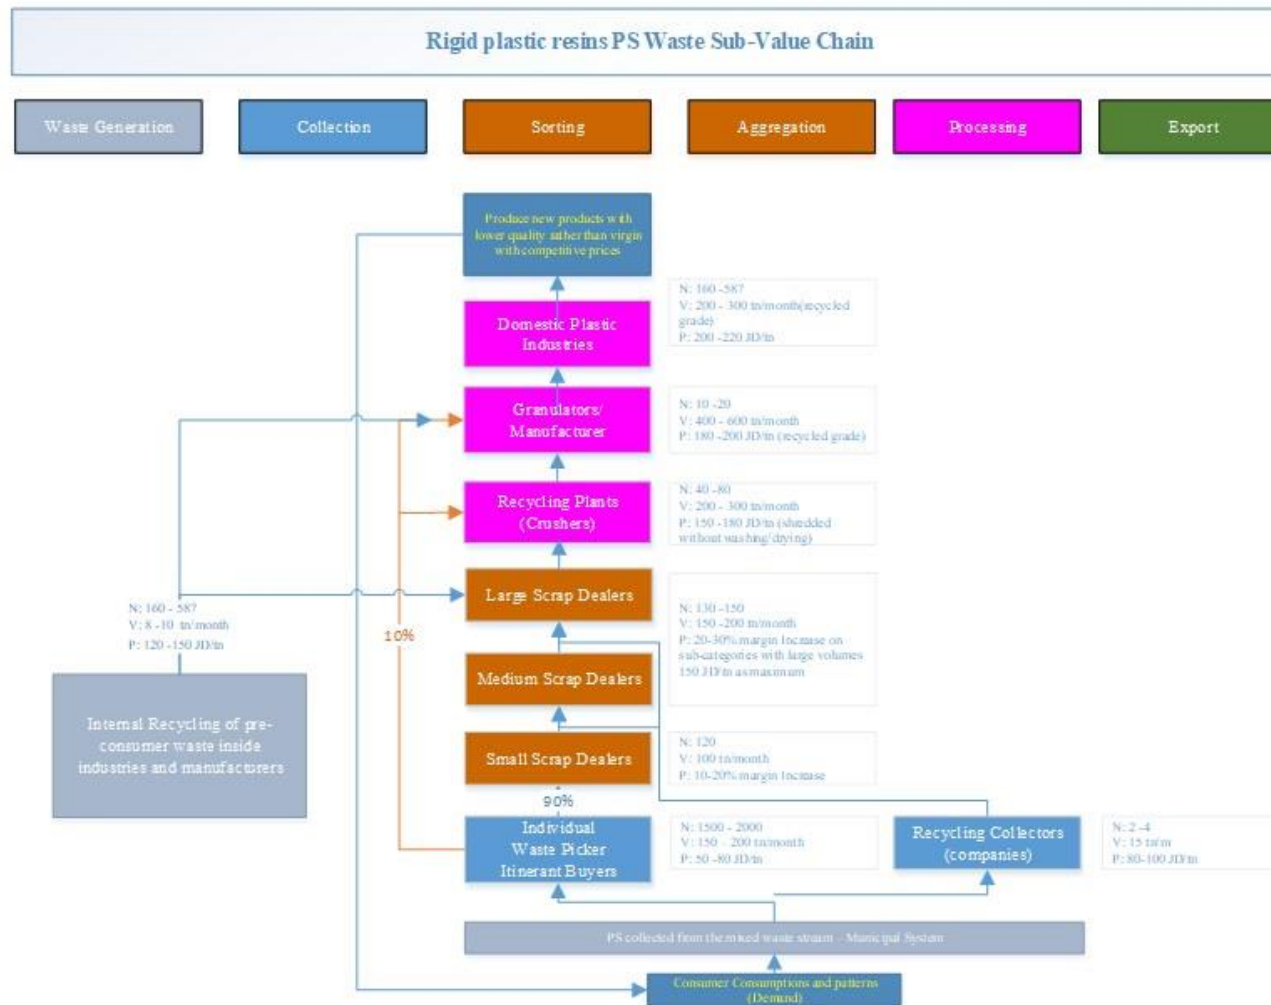 Rigid plastic resins PS Waste Sub-Value Chain
Waste Generation
Collection
Sorting
Aggregation
Processing
Export
Produce new products with
lower quality rather than virgin
with competitive prices
N: 160 -587
V: 200 - 300 tn/month(recycled
grade)
P: 200 -220 JD/tn
Domestic Plastic
Industries
Granulators/
Manufacturer
N: 10 -20
V: 400 - 600 tn/month
P: 180 -200 JD/tn (recycled grade)
Recycling Plants
(Crushers)
N: 40 -80
V: 200 - 300 tn/month
P: 150 -180 JD/tn (shredded
without washing/drying)
Large Scrap Dealers
N: 130 -150
V: 150 -200 tn/month
P: 20-30% margin Increase on
sub-categories with large volumes
150 JD/tn as maximum
N: 160 - 587
V: 8 -10 tn/month
P: 120 -150 JD/tn
10%
Medium Scrap Dealers
Internal Recycling of pre-
consumer waste inside
industries and manufacturers
Small Scrap Dealers
N: 120
V: 100 tn/month
P: 10-20% margin Increase
90%
Individual
Waste Picker
Itinerant Buyers
N: 1500 - 2000
V: 150 - 200 tn/month
P: 50 -80 JD/tn
Recycling Collectors
(companies)
N: 2 -4
V: 15 tn/m
P: 80-100 JD/tn
PS collected from the mixed waste stream – Municipal System
Consumer Consumptions and patterns
(Demand)